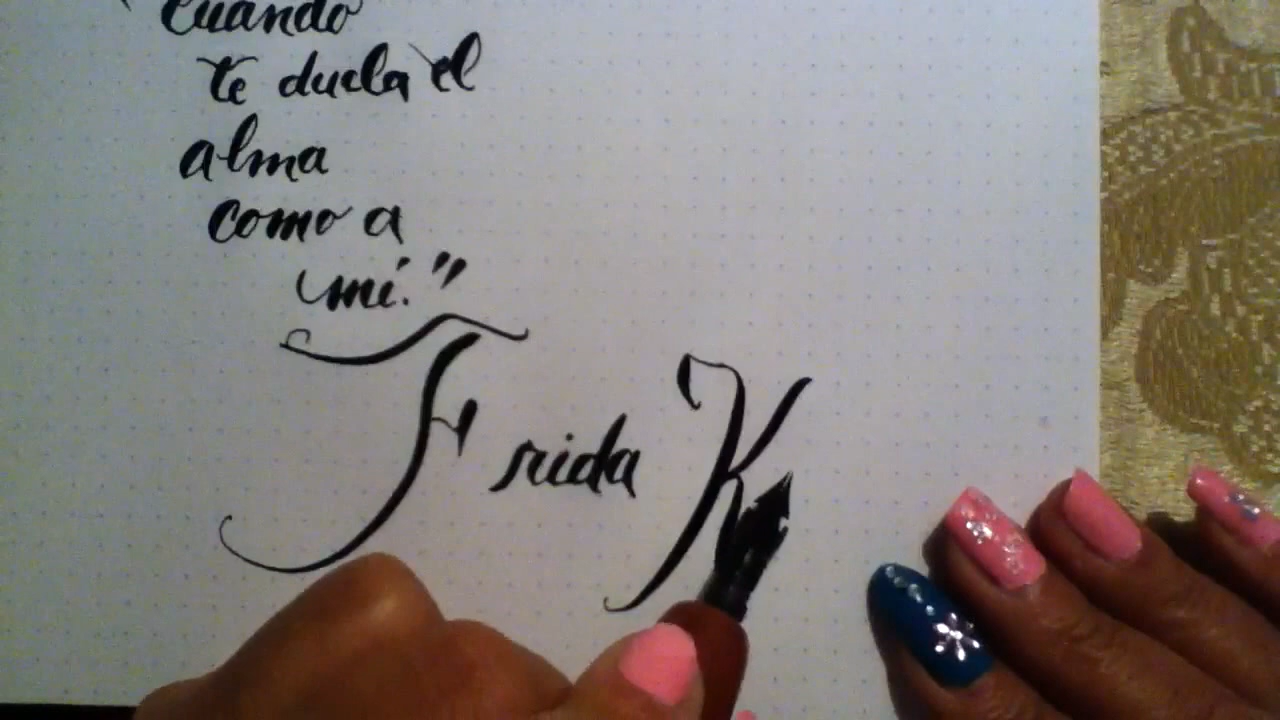 Cuando
te duela el
alma
como a
mí."
Frida K